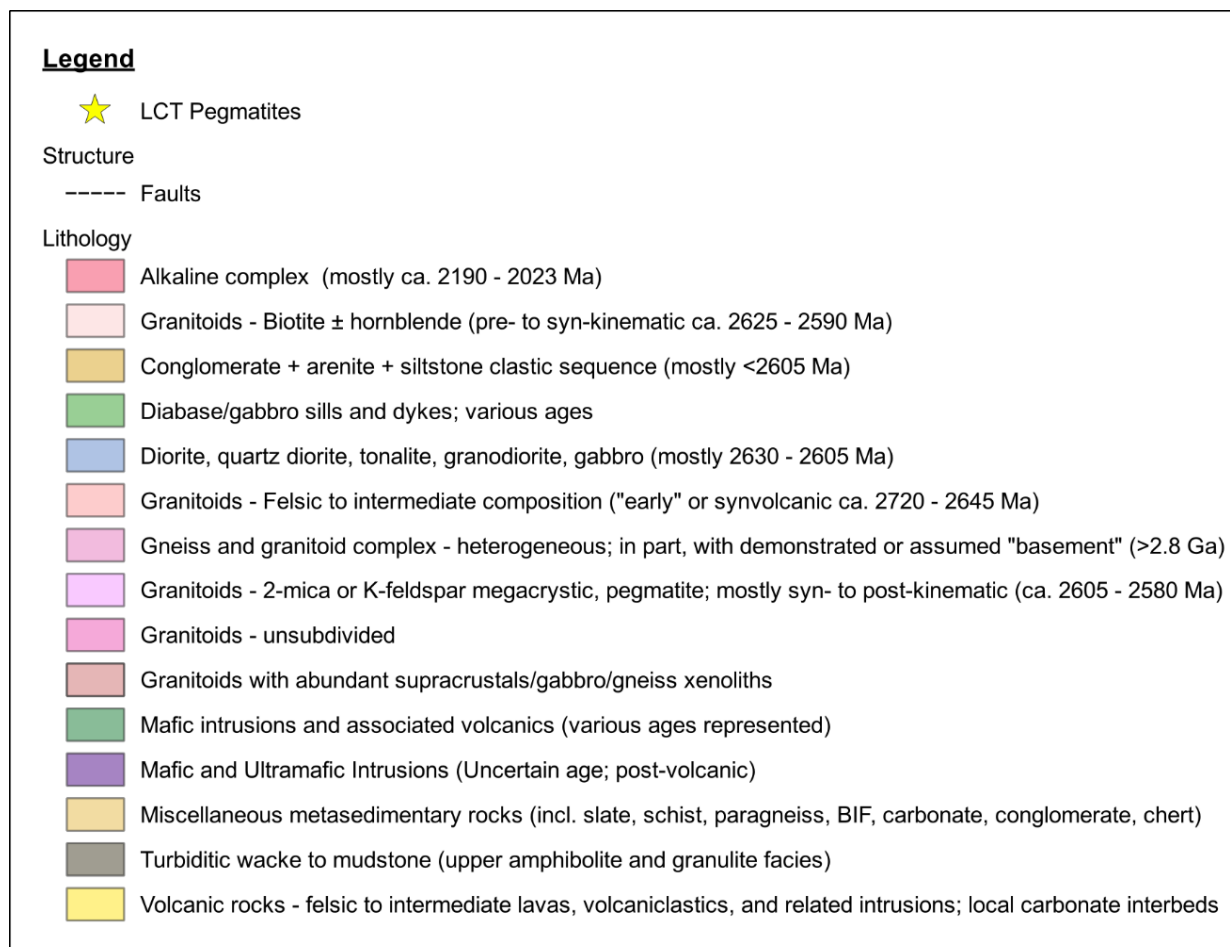 Legend
LCT Pegmatites
Structure
Faults
Lithology
Alkaline complex (mostly ca. 2190 - 2023 Ma)
Granitoids - Biotite ± hornblende (pre- to syn-kinematic ca. 2625 - 2590 Ma)
Conglomerate + arenite + siltstone clastic sequence (mostly <2605 Ma)
Diabase/gabbro sills and dykes; various ages
Diorite, quartz diorite, tonalite, granodiorite, gabbro (mostly 2630 - 2605 Ma)
Granitoids - Felsic to intermediate composition ("early" or synvolcanic ca. 2720 - 2645 Ma)
Gneiss and granitoid complex - heterogeneous; in part, with demonstrated or assumed "basement" (>2.8 Ga)
Granitoids - 2-mica or K-feldspar megacrystic, pegmatite; mostly syn- to post-kinematic (ca. 2605 - 2580 Ma)
Granitoids - unsubdivided
Granitoids with abundant supracrustals/gabbro/gneiss xenoliths
Mafic intrusions and associated volcanics (various ages represented)
Mafic and Ultramafic Intrusions (Uncertain age; post-volcanic)
Miscellaneous metasedimentary rocks (incl. slate, schist, paragneiss, BIF, carbonate, conglomerate, chert)
Turbiditic wacke to mudstone (upper amphibolite and granulite facies)
Volcanic rocks - felsic to intermediate lavas, volcaniclastics, and related intrusions; local carbonate interbeds